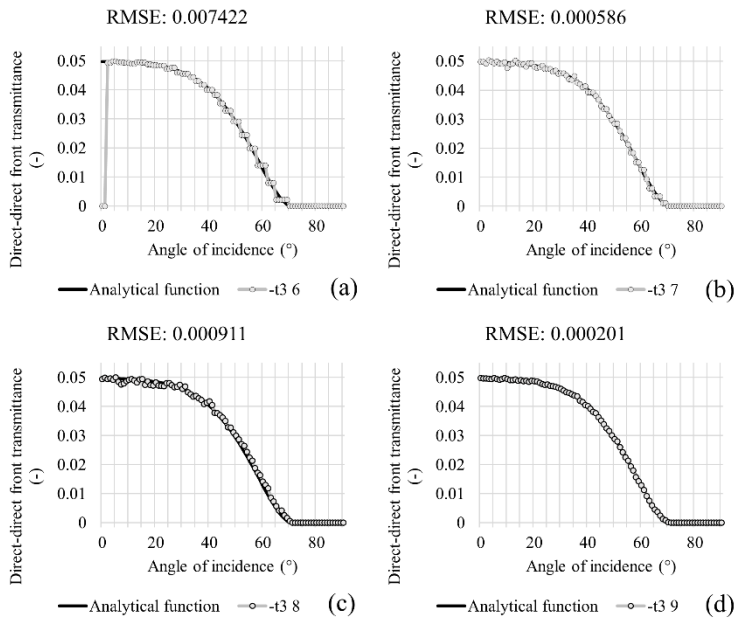 RMSE: 0.007422
Direct-direct front transmittance
(-)
0.05
0.04
0.03
0.02
0.01
0
0 20 40 60 80
Angle of incidence (°)
Analytical function -t3 6 (a)
RMSE: 0.000586
Direct-direct front transmittance
(-)
0.05
0.04
0.03
0.02
0.01
0
0 20 40 60 80
Angle of incidence (°)
Analytical function -t3 7 (b)
RMSE: 0.000911
Direct-direct front transmittance
(-)
0.05
0.04
0.03
0.02
0.01
0
0 20 40 60 80
Angle of incidence (°)
Analytical function -t3 8 (c)
RMSE: 0.000201
Direct-direct front transmittance
(-)
0.05
0.04
0.03
0.02
0.01
0
0 20 40 60 80
Angle of incidence (°)
Analytical function -t3 9 (d)